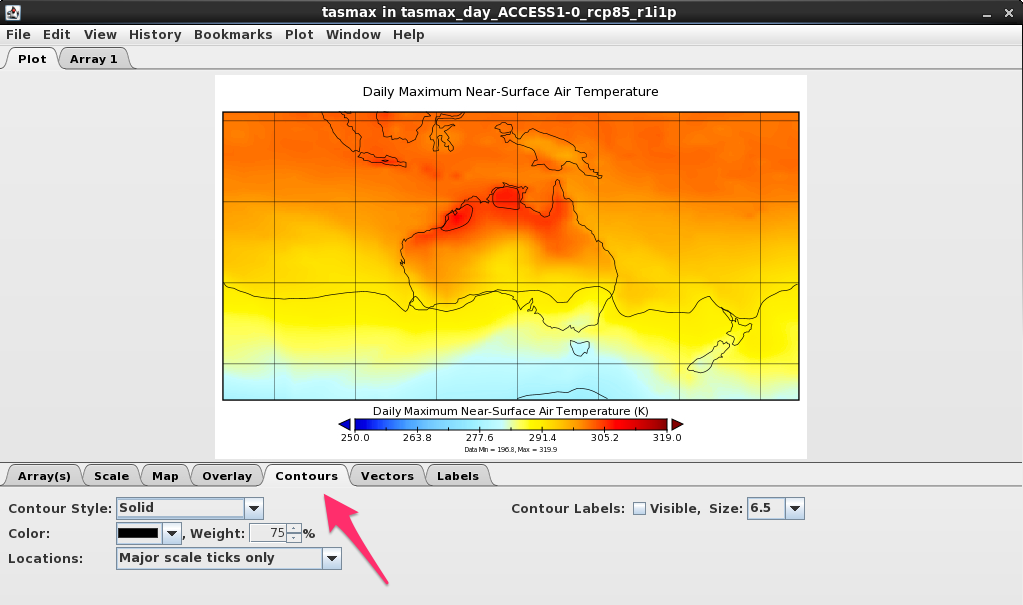 tasmax in tasmax_day_ACCESS1-0_rcp85_r1i1p
File Edit View History Bookmarks Plot Window Help
Plot Array 1
Daily Maximum Near-Surface Air Temperature
Daily Maximum Near-Surface Air Temperature (K)
250.0 263.8 277.6 291.4 305.2 319.0
Data Min = 196.8, Max = 319.9
Array(s) Scale Map Overlay Contours Vectors Labels
Contour Style: Solid Contour Labels: Visible, Size: 6.5
Color: , Weight: 75 %
Locations: Major scale ticks only